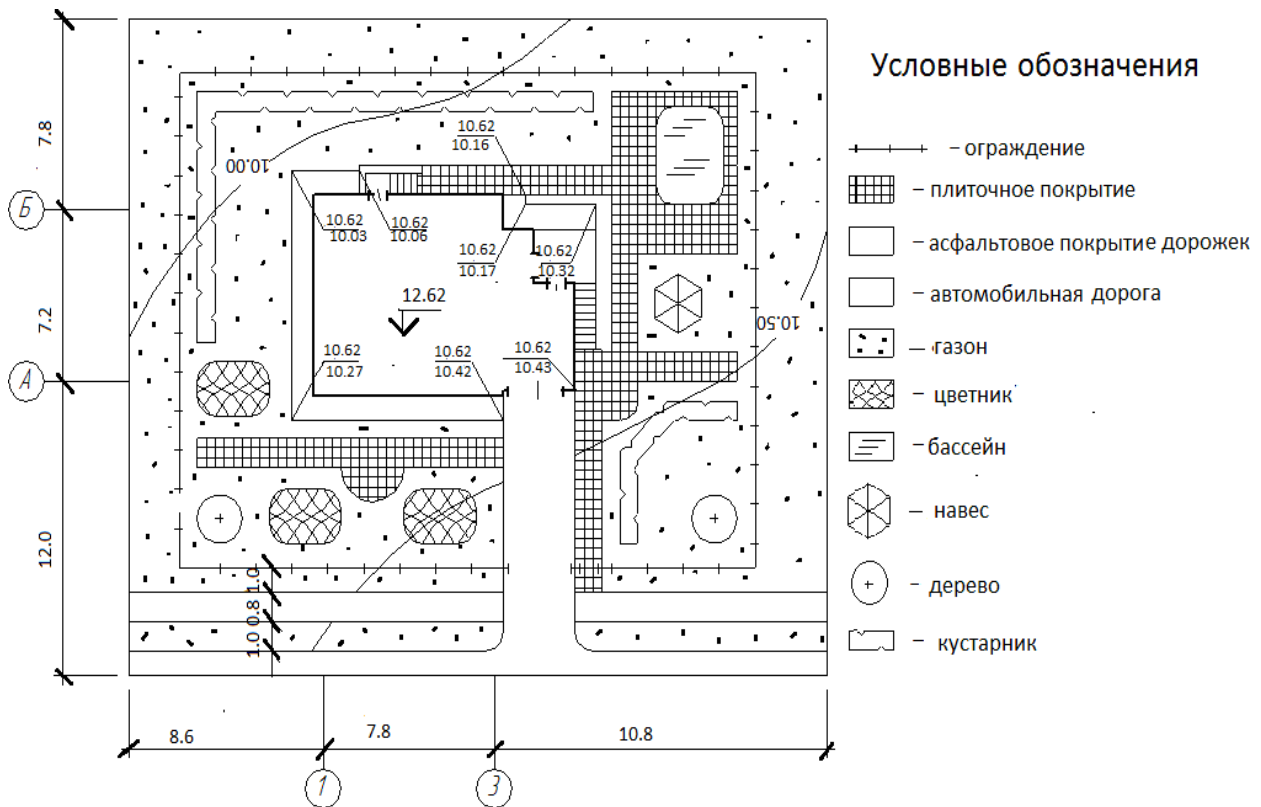 Условные обозначения
– ограждение
– плиточное покрытие
– асфальтовое покрытие дорожек
– автомобильная дорога
– газон
– цветник
– бассейн
– навес
– дерево
– кустарник
7.8
Б
7.2
А
12.0
10.00
10.62
10.16
10.62
10.03
10.62
10.06
10.62
10.17
10.62
10.32
12.62
10.50
10.62
10.27
10.62
10.42
10.62
10.43
1.0
0.8
1.0
8.6
7.8
10.8
1
3